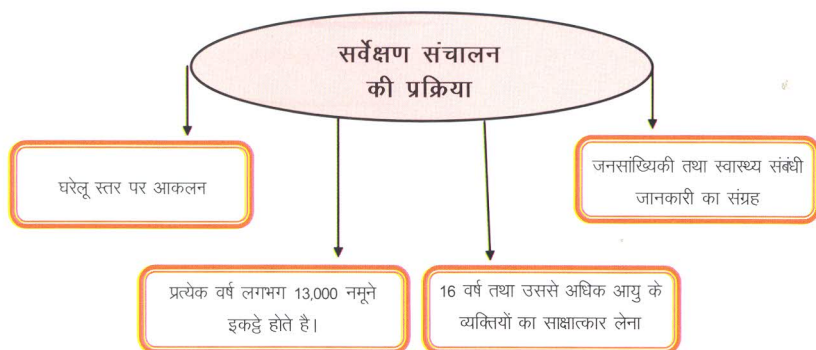 सर्वेक्षण संचालन
की प्रक्रिया
घरेलू स्तर पर आकलन
जनसांख्यिकी तथा स्वास्थ्य संबंधी
जानकारी का संग्रह
प्रत्येक वर्ष लगभग 13,000 नमूने
इकट्ठे होते है।
16 वर्ष तथा उससे अधिक आयु के
व्यक्तियों का साक्षात्कार लेना